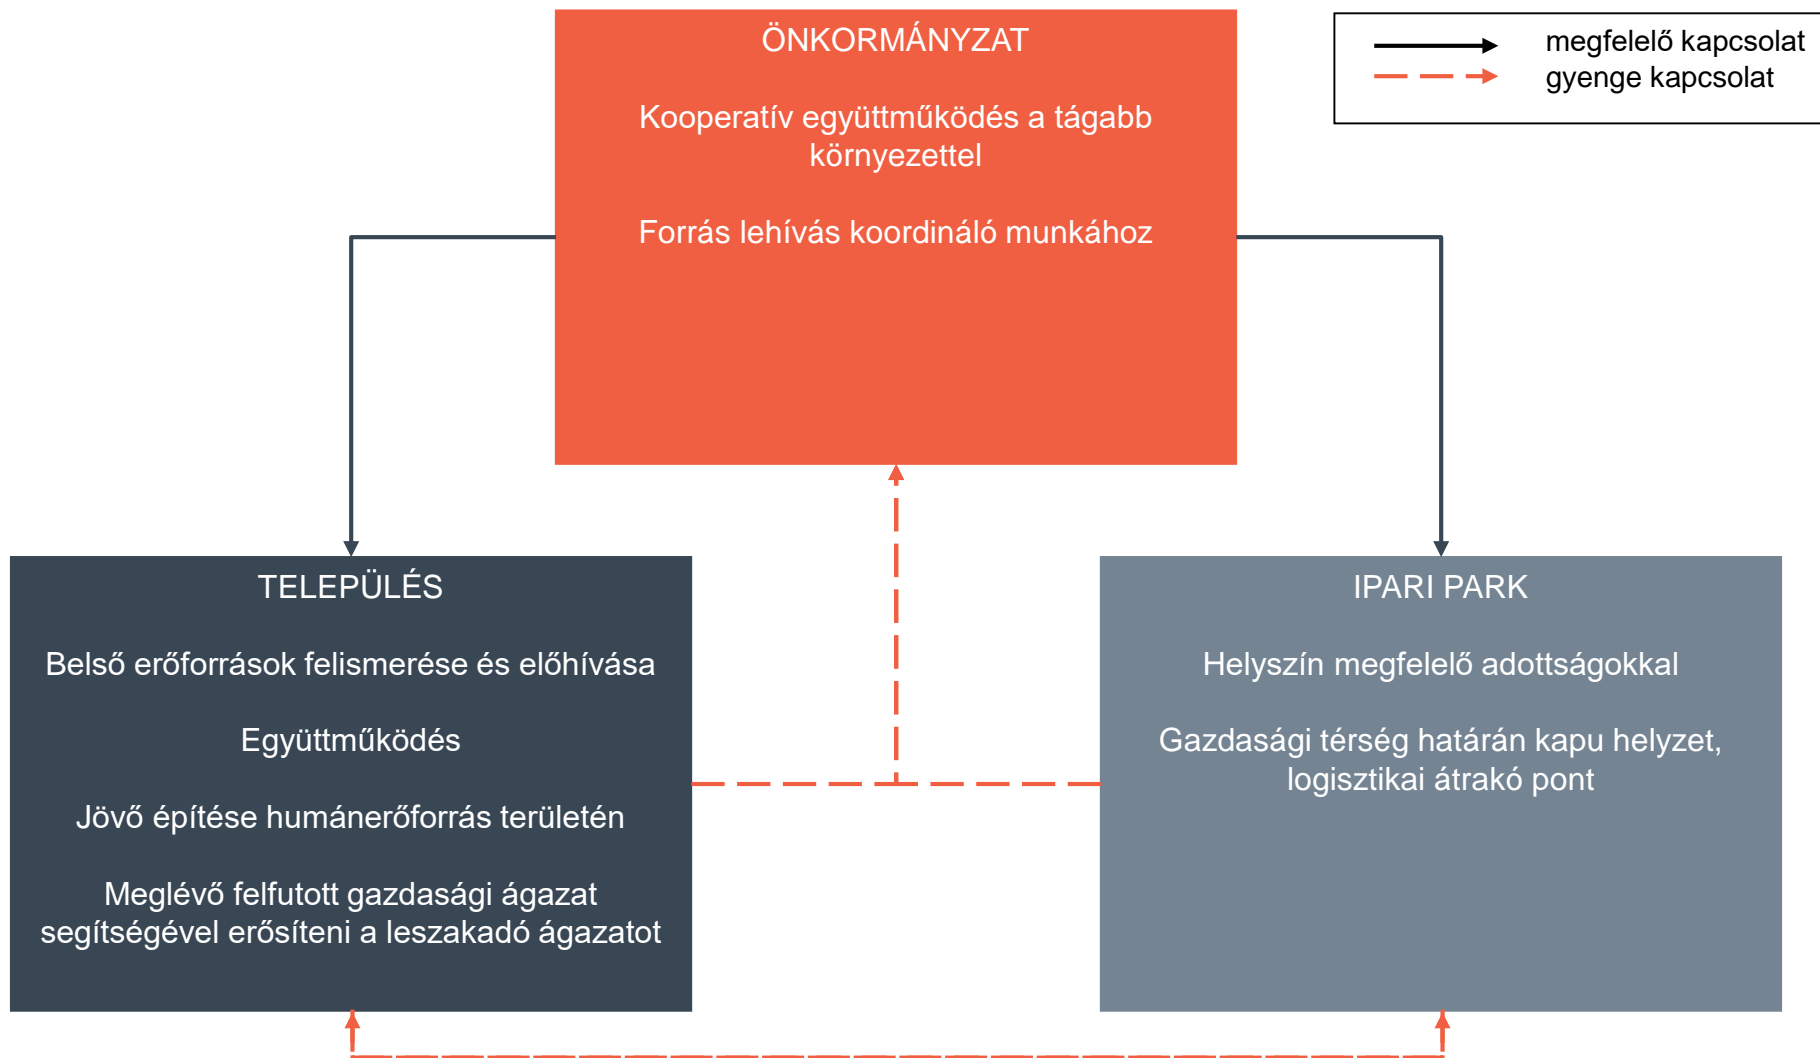 ÖNKORMÁNYZAT
Kooperatív együttműködés a tágabb
környezettel
Forrás lehívás koordináló munkához
megfelelő kapcsolat
gyenge kapcsolat
TELEPÜLÉS
Belső erőforrások felismerése és előhívása
Együttműködés
Jövő építése humánerőforrás területén
Meglévő felfutott gazdasági ágazat
segítségével erősíteni a leszakadó ágazatot
IPARI PARK
Helyszín megfelelő adottságokkal
Gazdasági térség határán kapu helyzet,
logisztikai átrakó pont